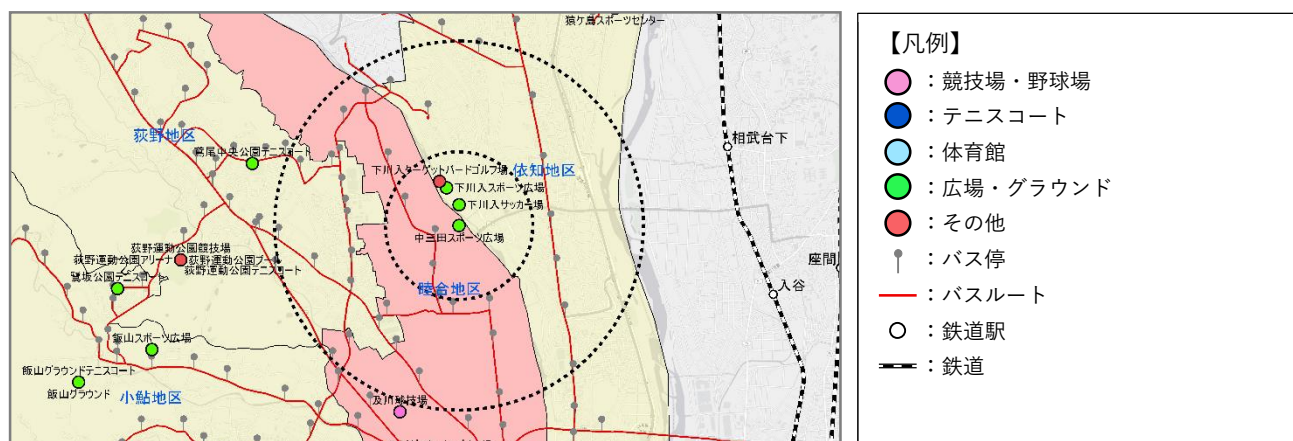 猿ケ島スポーツセンター
荻野地区
鳶尾中央公園テニスコート
相武台下
下川入ターゲットバードゴルフ場
依知地区
下川入スポーツ広場
下川入サッカー場
中三田スポーツ広場
荻野運動公園競技場
荻野運動公園アリーナ
荻野運動公園プール
荻野運動公園テニスコート
座間
鷺坂公園テニスコート
睦合地区
入谷
飯山スポーツ広場
飯山グラウンドテニスコート
飯山グラウンド
小鮎地区
及川競技場
【凡例】
：競技場・野球場
：テニスコート
：体育館
：広場・グラウンド
：その他
：バス停
：バスルート
：鉄道駅
：鉄道